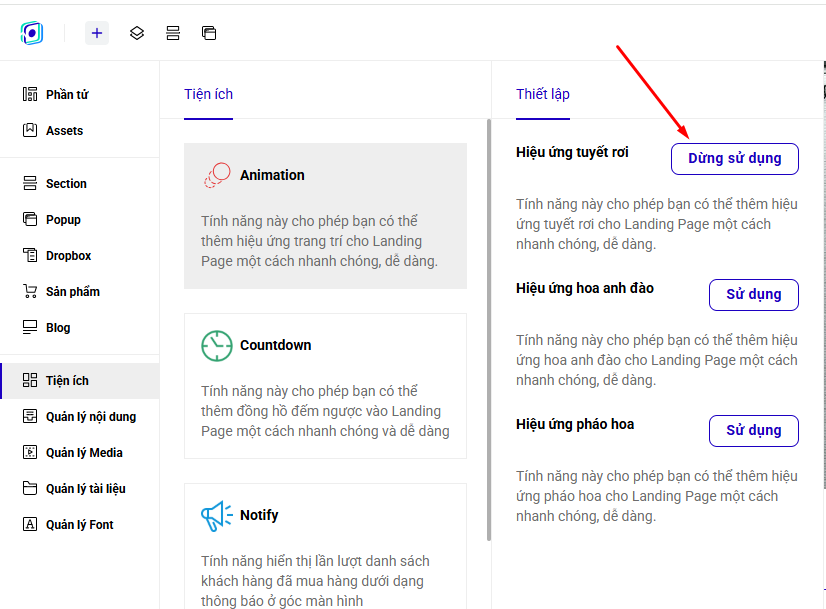 Phần tử
Assets
Section
Popup
Dropbox
Sản phẩm
Blog
Tiện ích
Quản lý nội dung
Quản lý Media
Quản lý tài liệu
Quản lý Font
Tiện ích
Animation
Tính năng này cho phép bạn có thể
thêm hiệu ứng trang trí cho Landing
Page một cách nhanh chóng, dễ dàng.
Countdown
Tính năng này cho phép bạn có thể
thêm đồng hồ đếm ngược vào Landing
Page một cách nhanh chóng và dễ dàng
Notify
Tính năng hiển thị lần lượt danh sách
khách hàng đã mua hàng dưới dạng
thông báo ở góc màn hình
Thiết lập
Hiệu ứng tuyết rơi
Dừng sử dụng
Tính năng này cho phép bạn có thể thêm hiệu
ứng tuyết rơi cho Landing Page một cách
nhanh chóng, dễ dàng.
Hiệu ứng hoa anh đào
Sử dụng
Tính năng này cho phép bạn có thể thêm hiệu
ứng hoa anh đào cho Landing Page một cách
nhanh chóng, dễ dàng.
Hiệu ứng pháo hoa
Sử dụng
Tính năng này cho phép bạn có thể thêm hiệu
ứng pháo hoa cho Landing Page một cách
nhanh chóng, dễ dàng.